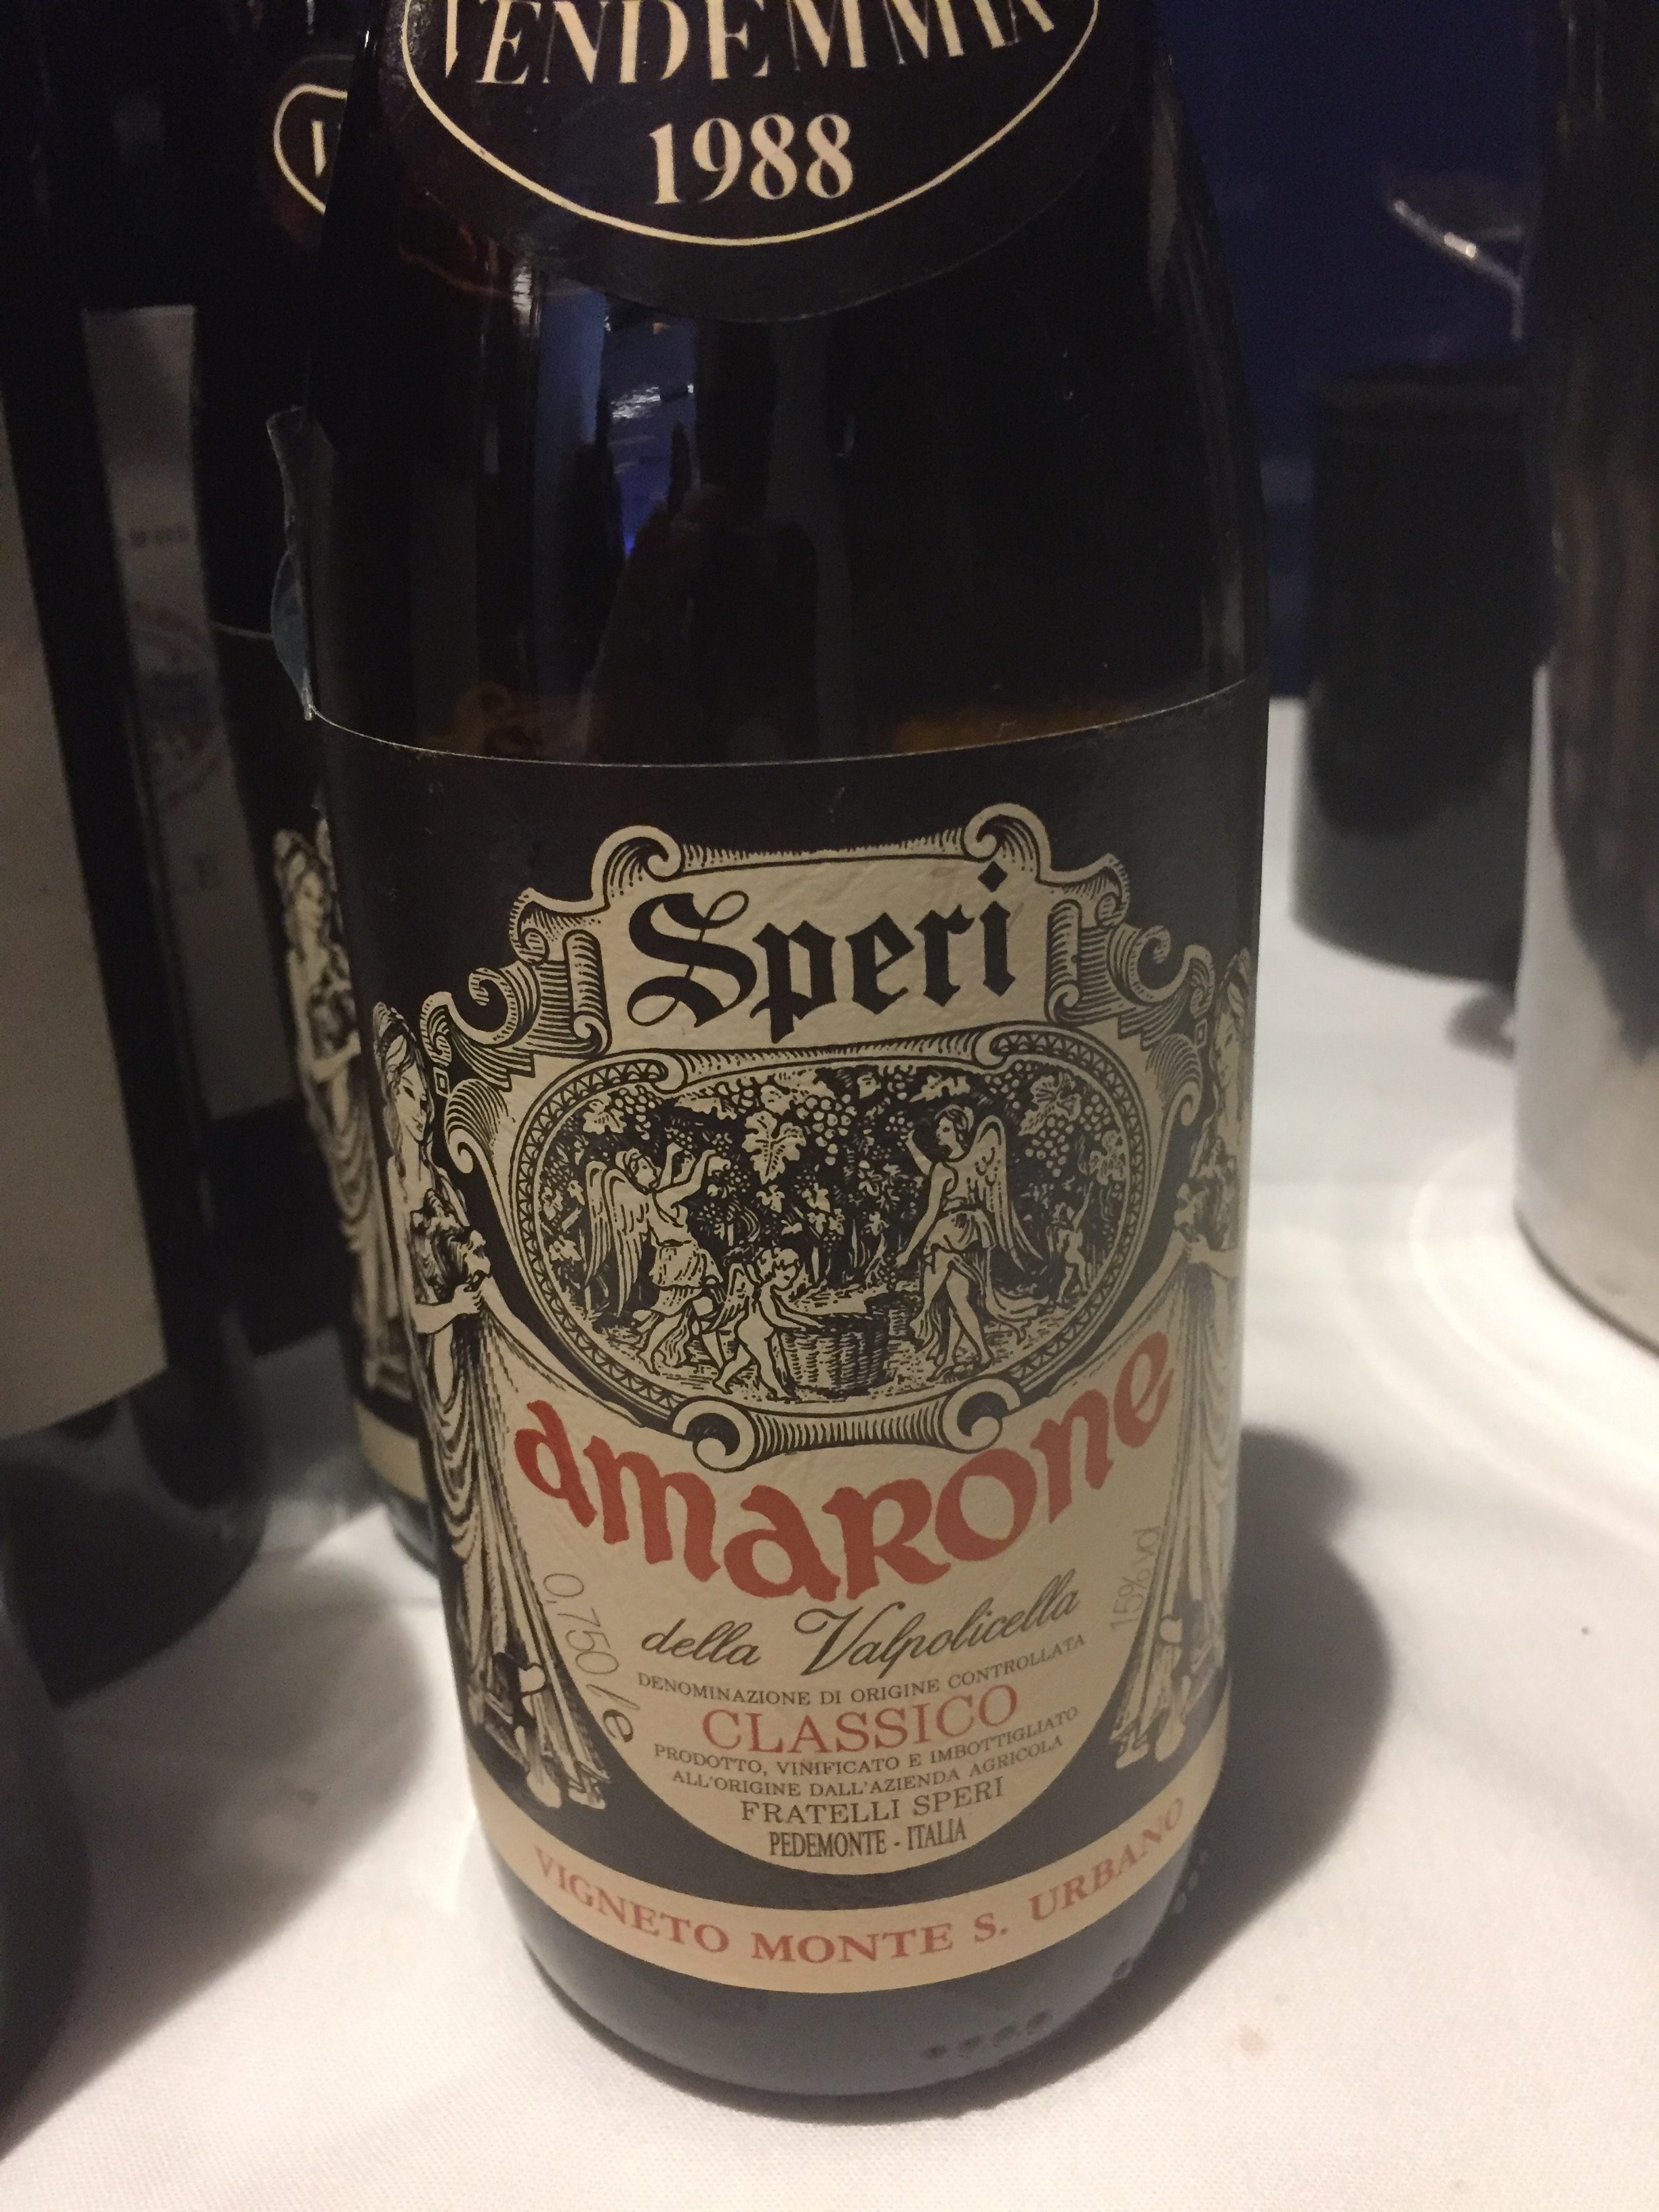 VENDEMMIA
1988
Speri
amarone
della Valpolicella
DENOMINAZIONE DI ORIGINE CONTROLLATA
CLASSICO
PRODOTTO, VINIFICATO E IMBOTTIGLIATO
ALL'ORIGINE DALL'AZIENDA AGRICOLA
FRATELLI SPERI
PEDEMONTE - ITALIA
0,750 l e
15% vol
VIGNETO MONTE S. URBANO